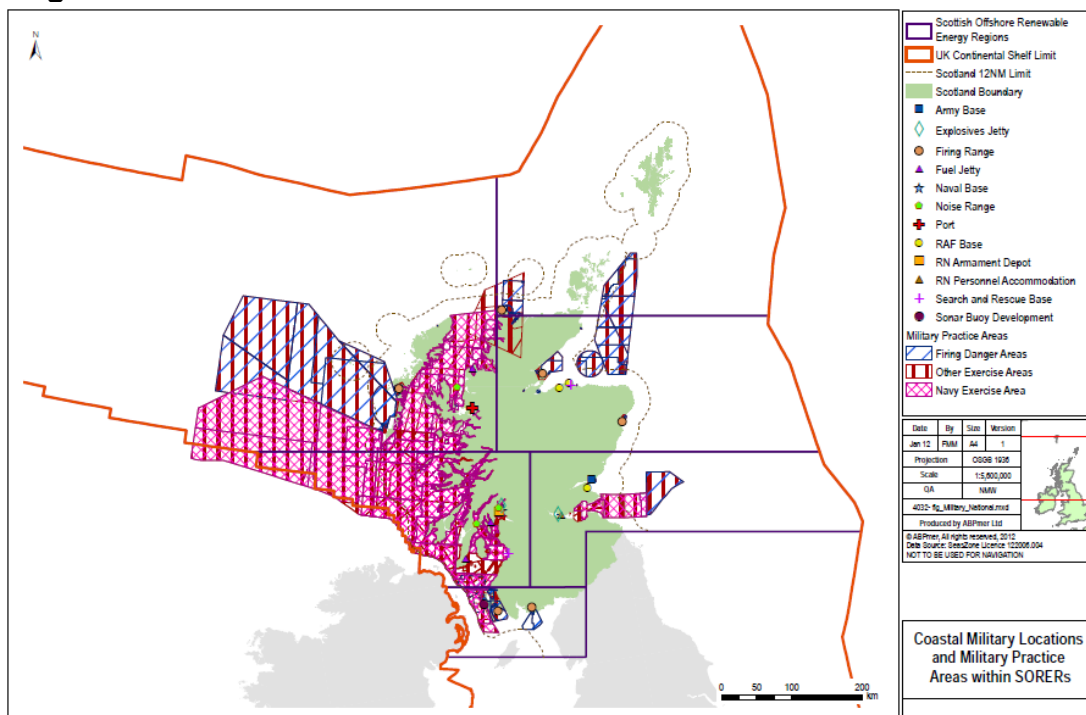 N
0 50 100 200
km
Scottish Offshore Renewable
Energy Regions
UK Continental Shelf Limit
Scotland 12NM Limit
Scotland Boundary
Army Base
Explosives Jetty
Firing Range
Fuel Jetty
Naval Base
Noise Range
Port
RAF Base
RN Armament Depot
RN Personnel Accommodation
Search and Rescue Base
Sonar Buoy Development
Military Practice Areas
Firing Danger Areas
Other Exercise Areas
Navy Exercise Area
Date By Size Version
Jan 12 FMM A4 1
Projection OSGB 1936
Scale 1:5,600,000
QA NMW
4032- fig_Military_National.mxd
Produced by ABPmer Ltd
© ABPmer, All rights reserved, 2012
Data Source: SeaZone Licence 122006.004
NOT TO BE USED FOR NAVIGATION
Coastal Military Locations
and Military Practice
Areas within SORERs